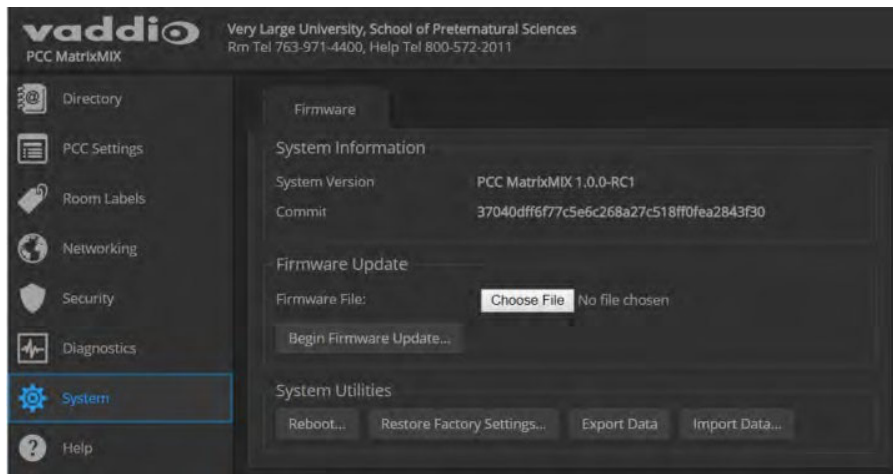 vaddio
PCC MatrixMIX
Very Large University, School of Preternatural Sciences
Rm Tel 763-971-4400, Help Tel 800-572-2011
Directory
PCC Settings
Room Labels
Networking
Security
Diagnostics
System
Help
Firmware
System Information
System Version PCC MatrixMIX 1.0.0-RC1
Commit 37040dff6f77c5e6c268a27c518ff0fea2843f30
Firmware Update
Firmware File: Choose File No file chosen
Begin Firmware Update...
System Utilities
Reboot... Restore Factory Settings... Export Data Import Data...